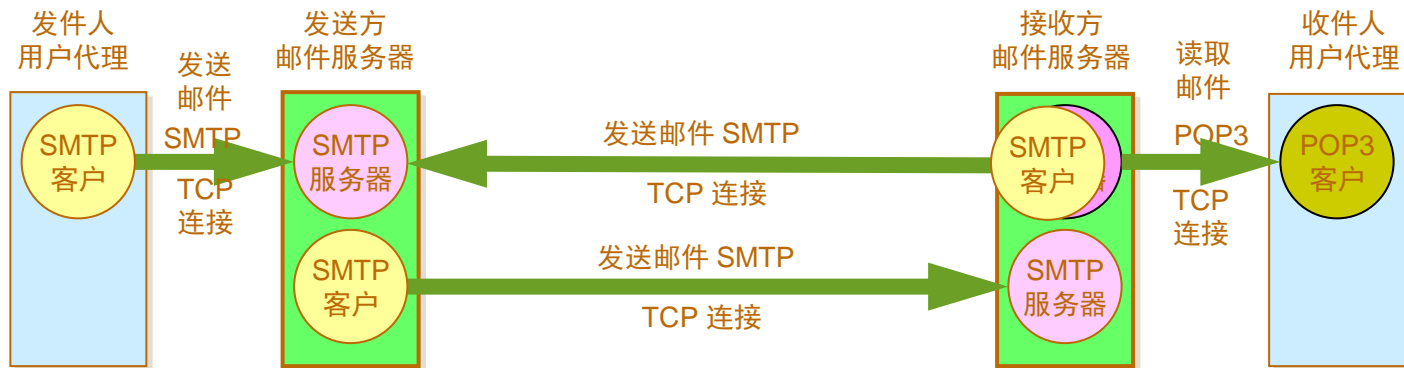 发件人
用户代理
发送
邮件
SMTP
TCP
连接
发送方
邮件服务器
接收方
邮件服务器
读取
邮件
POP3
TCP
连接
收件人
用户代理
SMTP
客户
SMTP
服务器
发送邮件 SMTP
TCP 连接
SMTP
客户
POP3
客户
SMTP
客户
发送邮件 SMTP
TCP 连接
SMTP
服务器